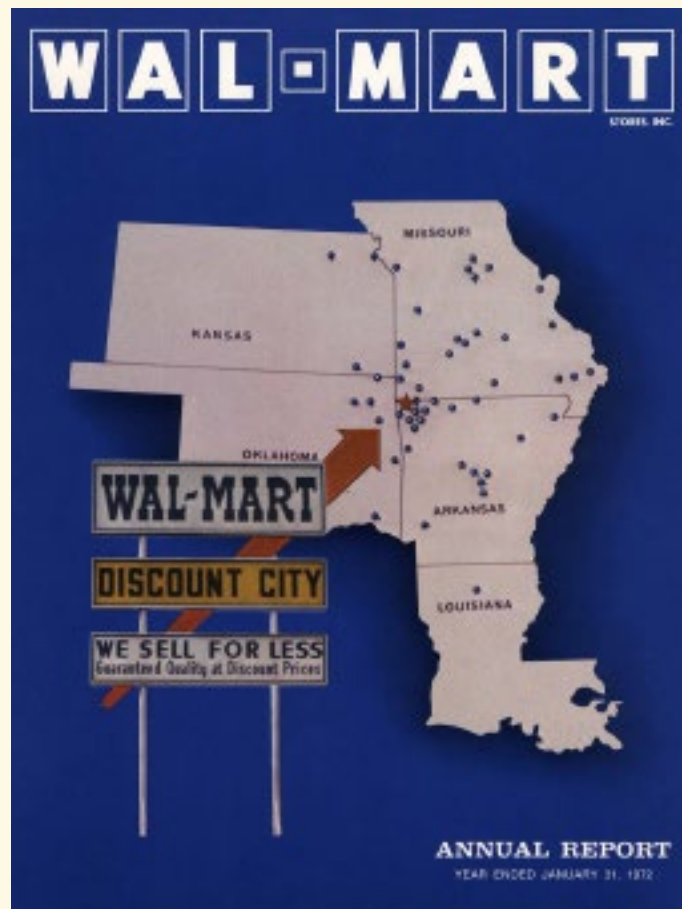 WAL-MART
STORES, INC.
MISSOURI
KANSAS
OKLAHOMA
WAL-MART
ARKANSAS
DISCOUNT CITY
LOUISIANA
WE SELL FOR LESS
Guaranteed Quality at Discount Prices
ANNUAL REPORT
YEAR ENDED JANUARY 31, 1972